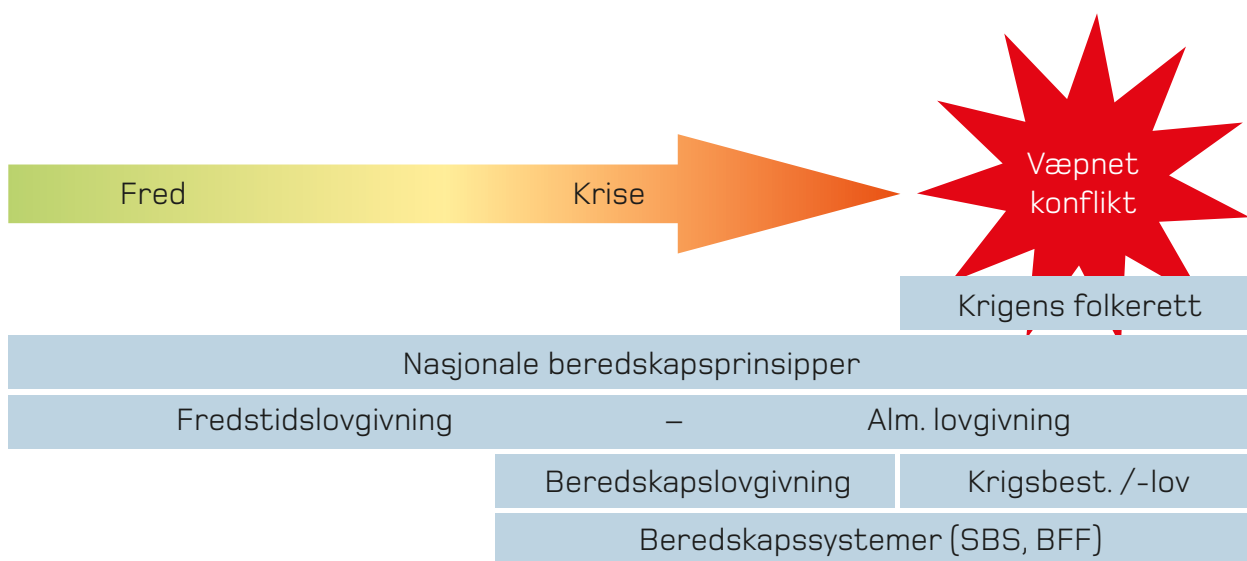 Fred
Krise
Væpnet
konflikt
Krigens folkerett
Nasjonale beredskapsprinsipper
Fredstidslovgivning – Alm. lovgivning
Beredskapslovgivning
Krigsbest. /-lov
Beredskapssystemer (SBS, BFF)